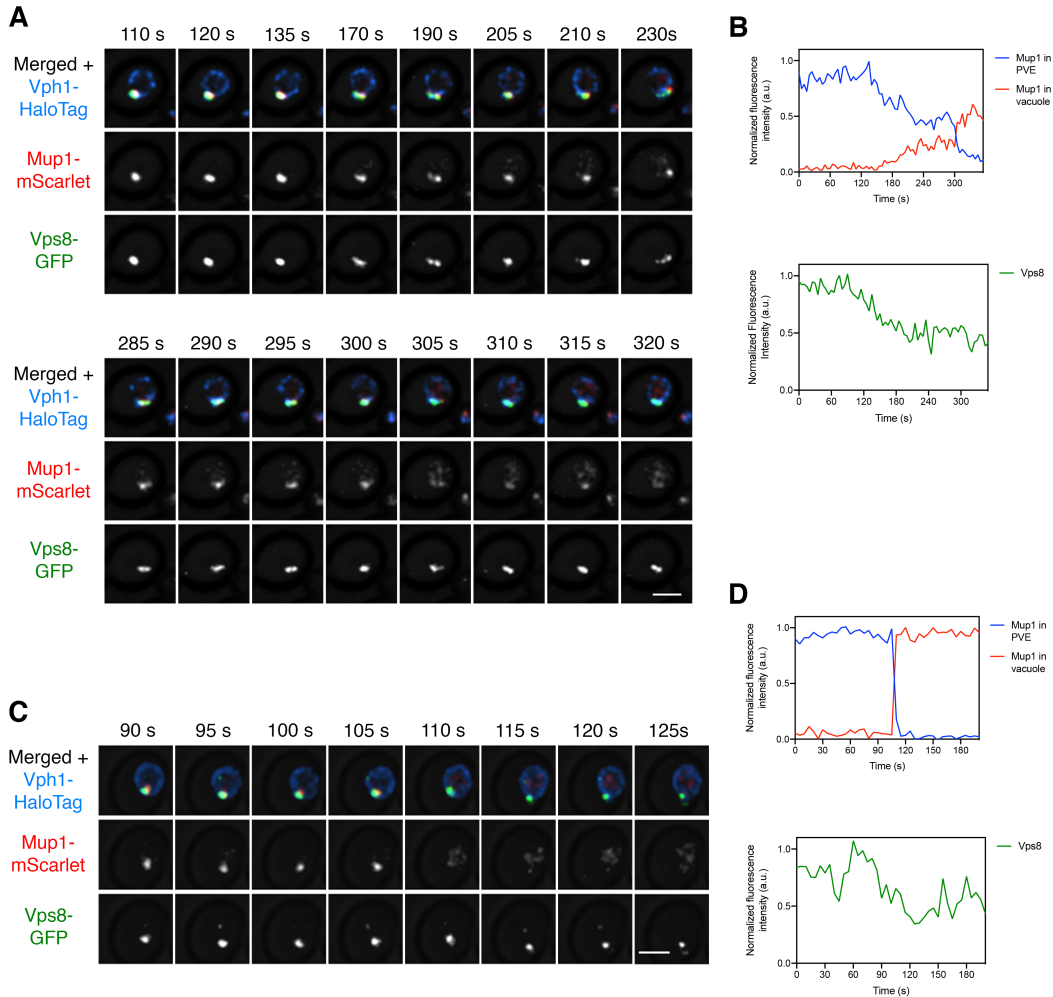 A
110 s 120 s 135 s 170 s 190 s 205 s 210 s 230s
Merged +
Vph1-
HaloTag
Mup1-
mScarlet
Vps8-
GFP
285 s 290 s 295 s 300 s 305 s 310 s 315 s 320 s
Merged +
Vph1-
HaloTag
Mup1-
mScarlet
Vps8-
GFP
B
Normalized fluorescence
intensity (a.u.)
1.0
0.5
0.0
0 60 120 180 240 300
Time (s)
Mup1 in
PVE
Mup1 in
vacuole
Normalized Fluorescence
Intensity (a.u.)
1.0
0.5
0.0
0 60 120 180 240 300
Time (s)
Vps8
C
90 s 95 s 100 s 105 s 110 s 115 s 120 s 125s
Merged +
Vph1-
HaloTag
Mup1-
mScarlet
Vps8-
GFP
D
Normalized fluorescence
intensity (a.u.)
1.0
0.5
0.0
0 30 60 90 120 150 180
Time (s)
Mup1 in
PVE
Mup1 in
vacuole
Normalized fluorescence
intensity (a.u.)
1.0
0.5
0.0
0 30 60 90 120 150 180
Time (s)
Vps8